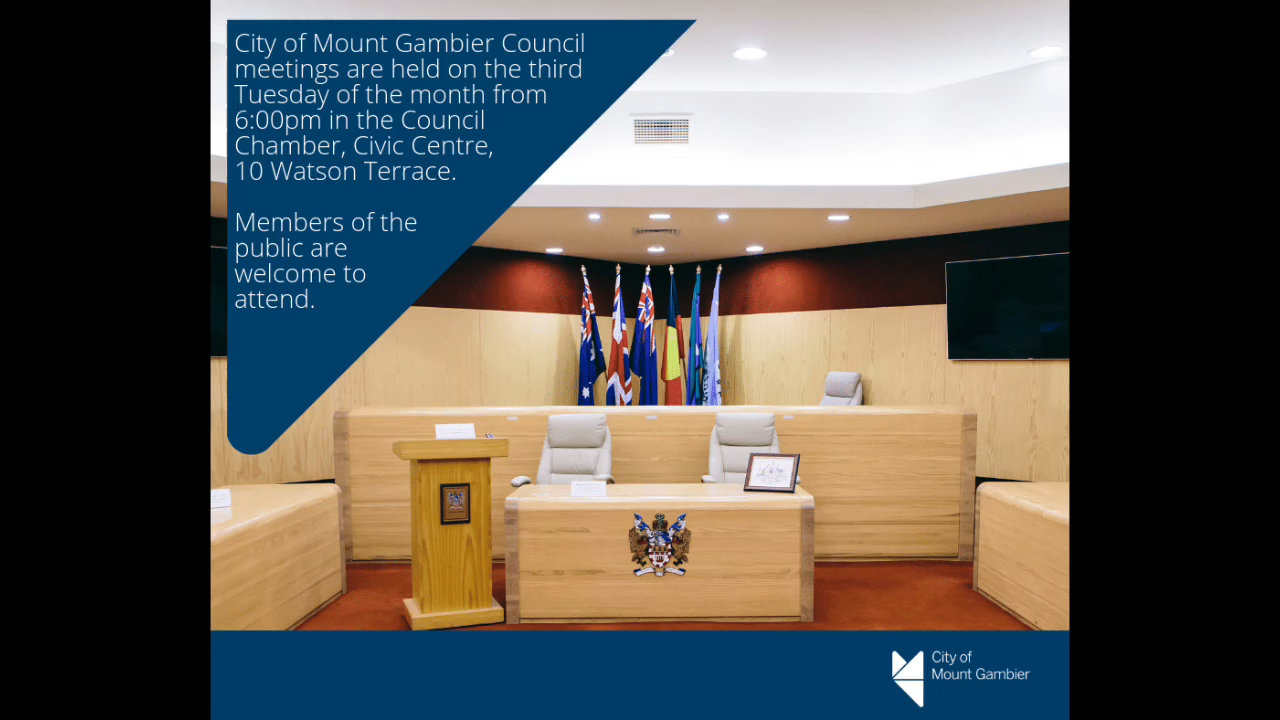 City of Mount Gambier Council
meetings are held on the third
Tuesday of the month from
6:00pm in the Council
Chamber, Civic Centre,
10 Watson Terrace.
Members of the
public are
welcome to
attend.
City of
Mount Gambier